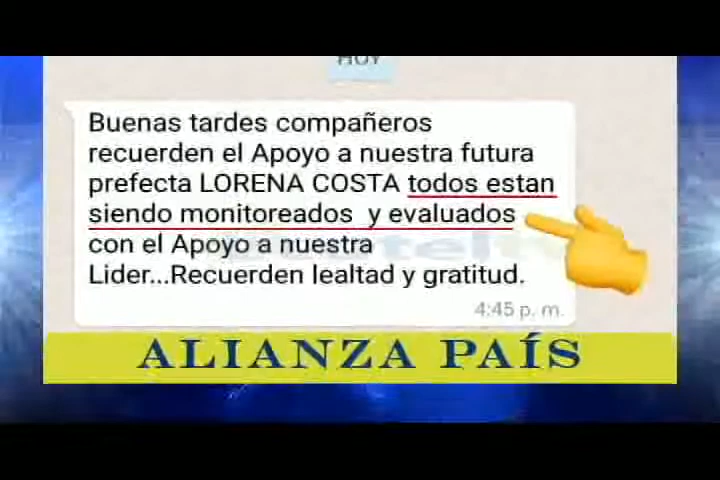 HOY
Buenas tardes compañeros
recuerden el Apoyo a nuestra futura
prefecta LORENA COSTA todos estan
siendo monitoreados y evaluados
con el Apoyo a nuestra
Lider...Recuerden lealtad y gratitud.
4:45 p. m.
ALIANZA PAÍS